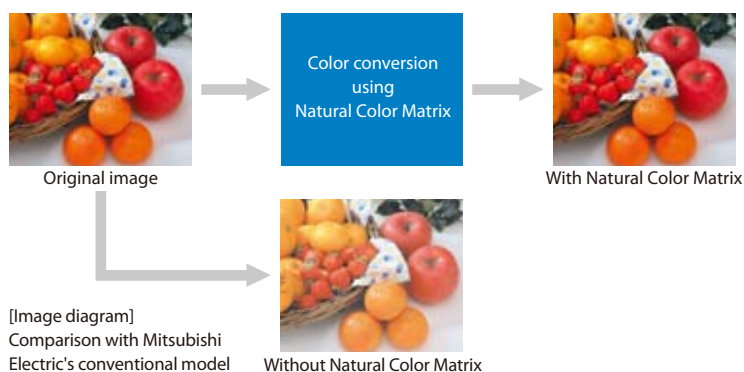 Color conversion
using
Natural Color Matrix
Original image
With Natural Color Matrix
[Image diagram]
Comparison with Mitsubishi
Electric's conventional model
Without Natural Color Matrix